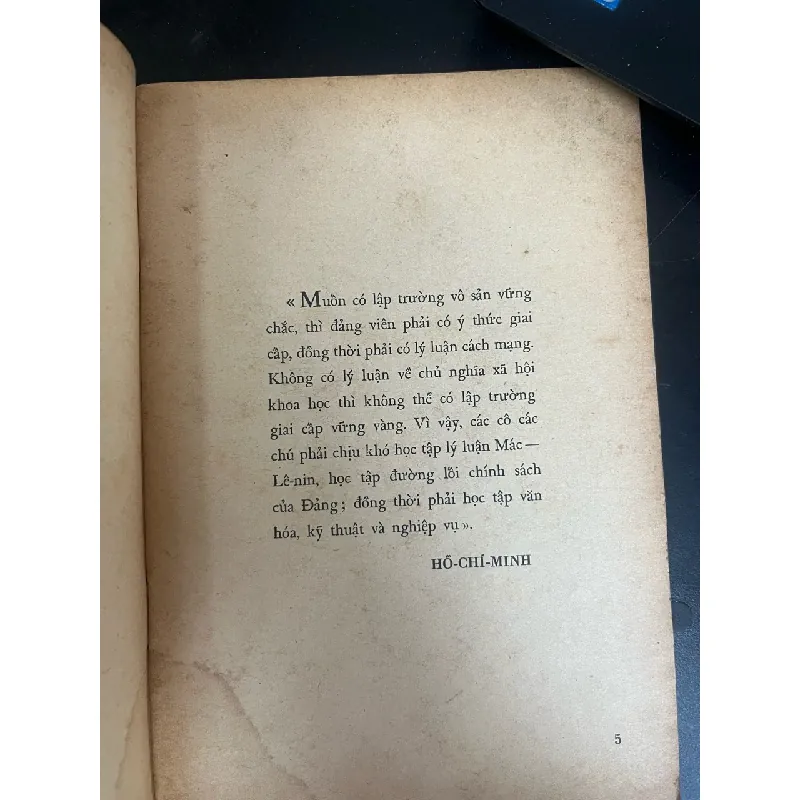 « Muồn có lập trường vô sản vững
chắc, thì đảng viên phải có ý thức giai
cầp, đồng thời phải có lý luận cách mạng.
Không có lý luận về chủ nghĩa xã hội
khoa học thì không thể có lập trường
giai cầp vững vàng. Vì vậy, các cô các
chú phải chịu khó học tập lý luận Mác —
Lê-nin, học tập đường lồi chính sách
của Đảng ; đồng thời phải học tập văn
hóa, kỹ thuật và nghiệp vụ ».
HỒ-CHÍ-MINH
5